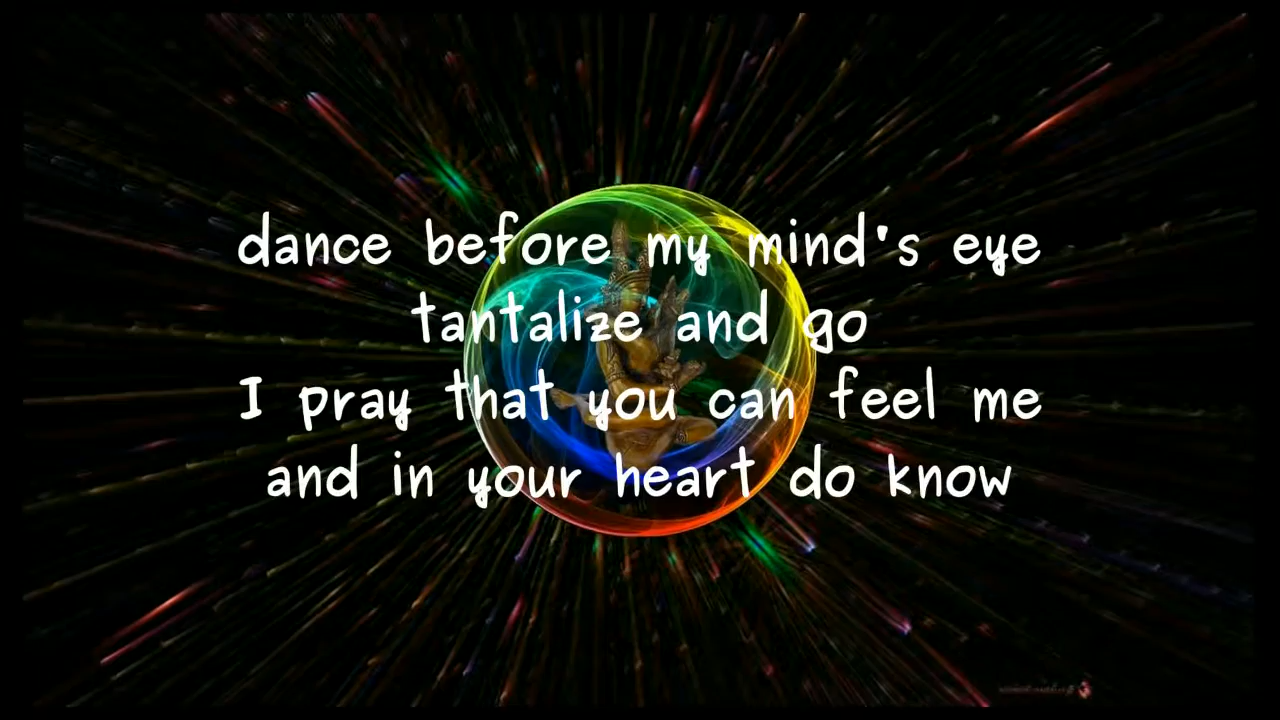 dance before my mind's eye
tantalize and go
I pray that you can feel me
and in your heart do know